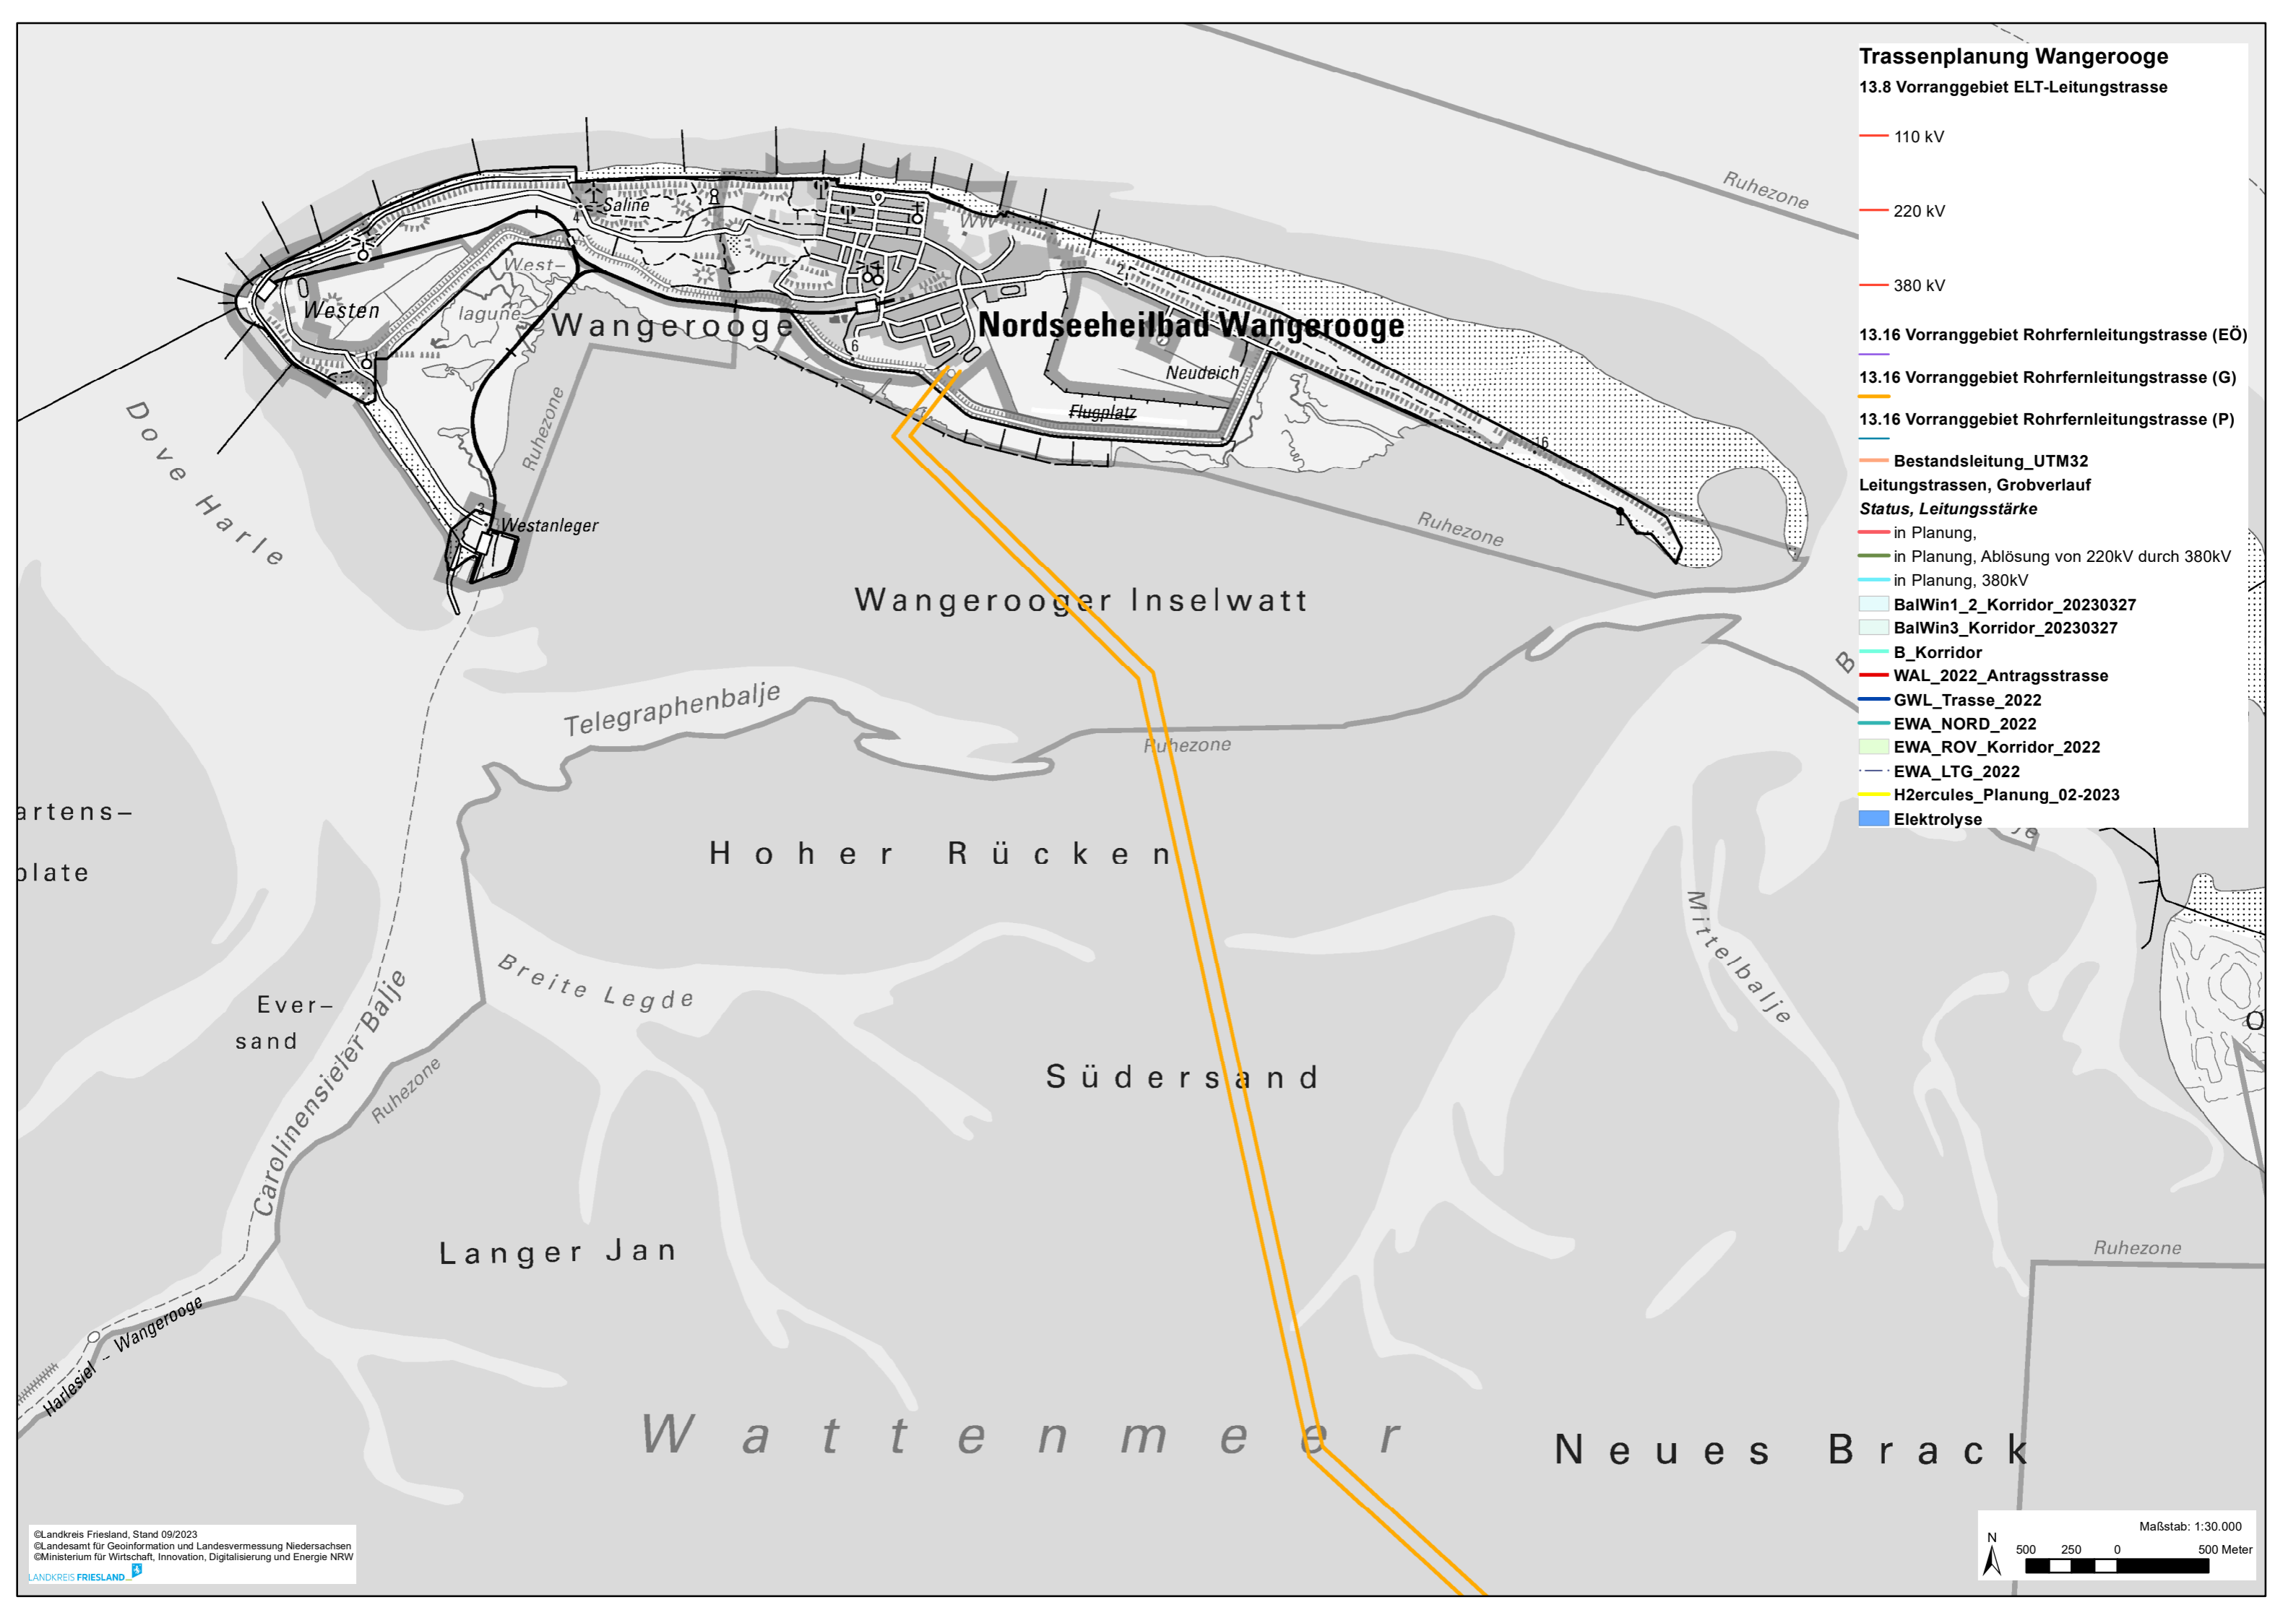 Trassenplanung Wangerooge
13.8 Vorranggebiet ELT-Leitungstrasse
110 kV
220 kV
380 kV
13.16 Vorranggebiet Rohrfernleitungstrasse (EÖ)
13.16 Vorranggebiet Rohrfernleitungstrasse (G)
13.16 Vorranggebiet Rohrfernleitungstrasse (P)
Bestandsleitung_UTM32
Leitungstrassen, Grobverlauf
Status, Leitungsstärke
in Planung,
in Planung, Ablösung von 220kV durch 380kV
in Planung, 380kV
BalWin1_2_Korridor_20230327
BalWin3_Korridor_20230327
B_Korridor
WAL_2022_Antragsstrasse
GWL_Trasse_2022
EWA_NORD_2022
EWA_ROV_Korridor_2022
EWA_LTG_2022
H2ercules_Planung_02-2023
Elektrolyse
Ruhezone
Saline
4
WW
West–
lagune
Westen
2
Wangerooge
Nordseeheilbad Wangerooge
6
Neudeich
Flugplatz
16
Dove Harle
Ruhezone
3
Westanleger
Ruhezone
Wangerooger Inselwatt
B
Telegraphenbalje
Ruhezone
artens–
plate
Hoher Rücken
Mittelbalje
Breite Legde
Ever–
sand
O
Carolinensieler Balje
Ruhezone
Südersand
Langer Jan
Ruhezone
Harlesiel – Wangerooge
Wattenmeer
Neues Brack
©Landkreis Friesland, Stand 09/2023
©Landesamt für Geoinformation und Landesvermessung Niedersachsen
©Ministerium für Wirtschaft, Innovation, Digitalisierung und Energie NRW
LANDKREIS FRIESLAND
Maßstab: 1:30.000
N
500 250 0 500 Meter